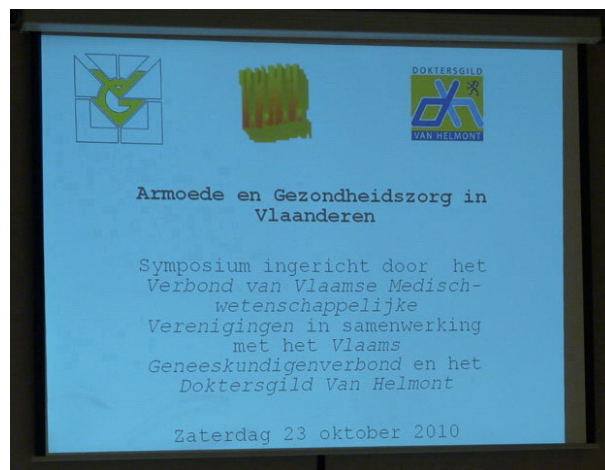 DOKTERSGILD
VAN HELMONT
Armoede en Gezondheidszorg in
Vlaanderen
Symposium ingericht door het
Verbond van Vlaamse Medisch-
wetenschappelijke
Verenigingen in samenwerking
met het Vlaams
Geneeskundigenverbond en het
Doktersgild Van Helmont
Zaterdag 23 oktober 2010